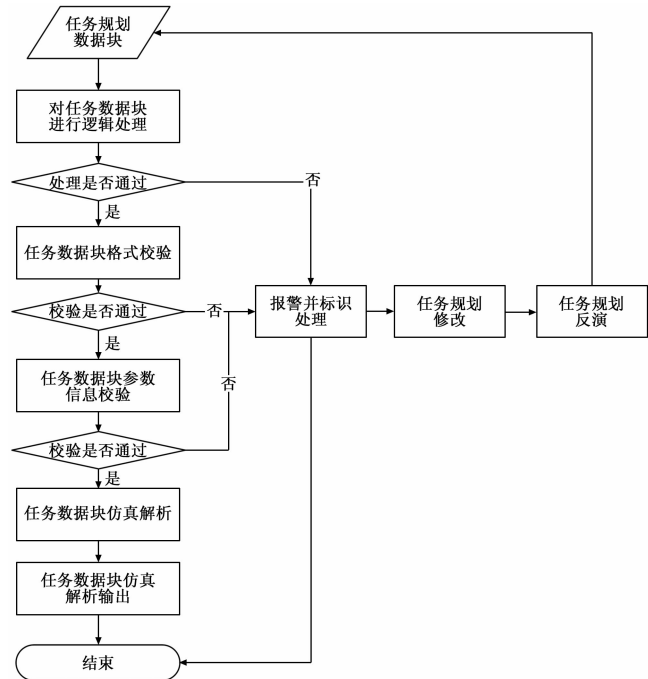 任务规划
数据块
对任务数据块
进行逻辑处理
处理是否通过
否
是
任务数据块格式校验
校验是否通过
否
报警并标识
处理
任务规划
修改
任务规划
反演
是
任务数据块参数
信息校验
否
校验是否通过
是
任务数据块仿真解析
任务数据块仿真
解析输出
结束